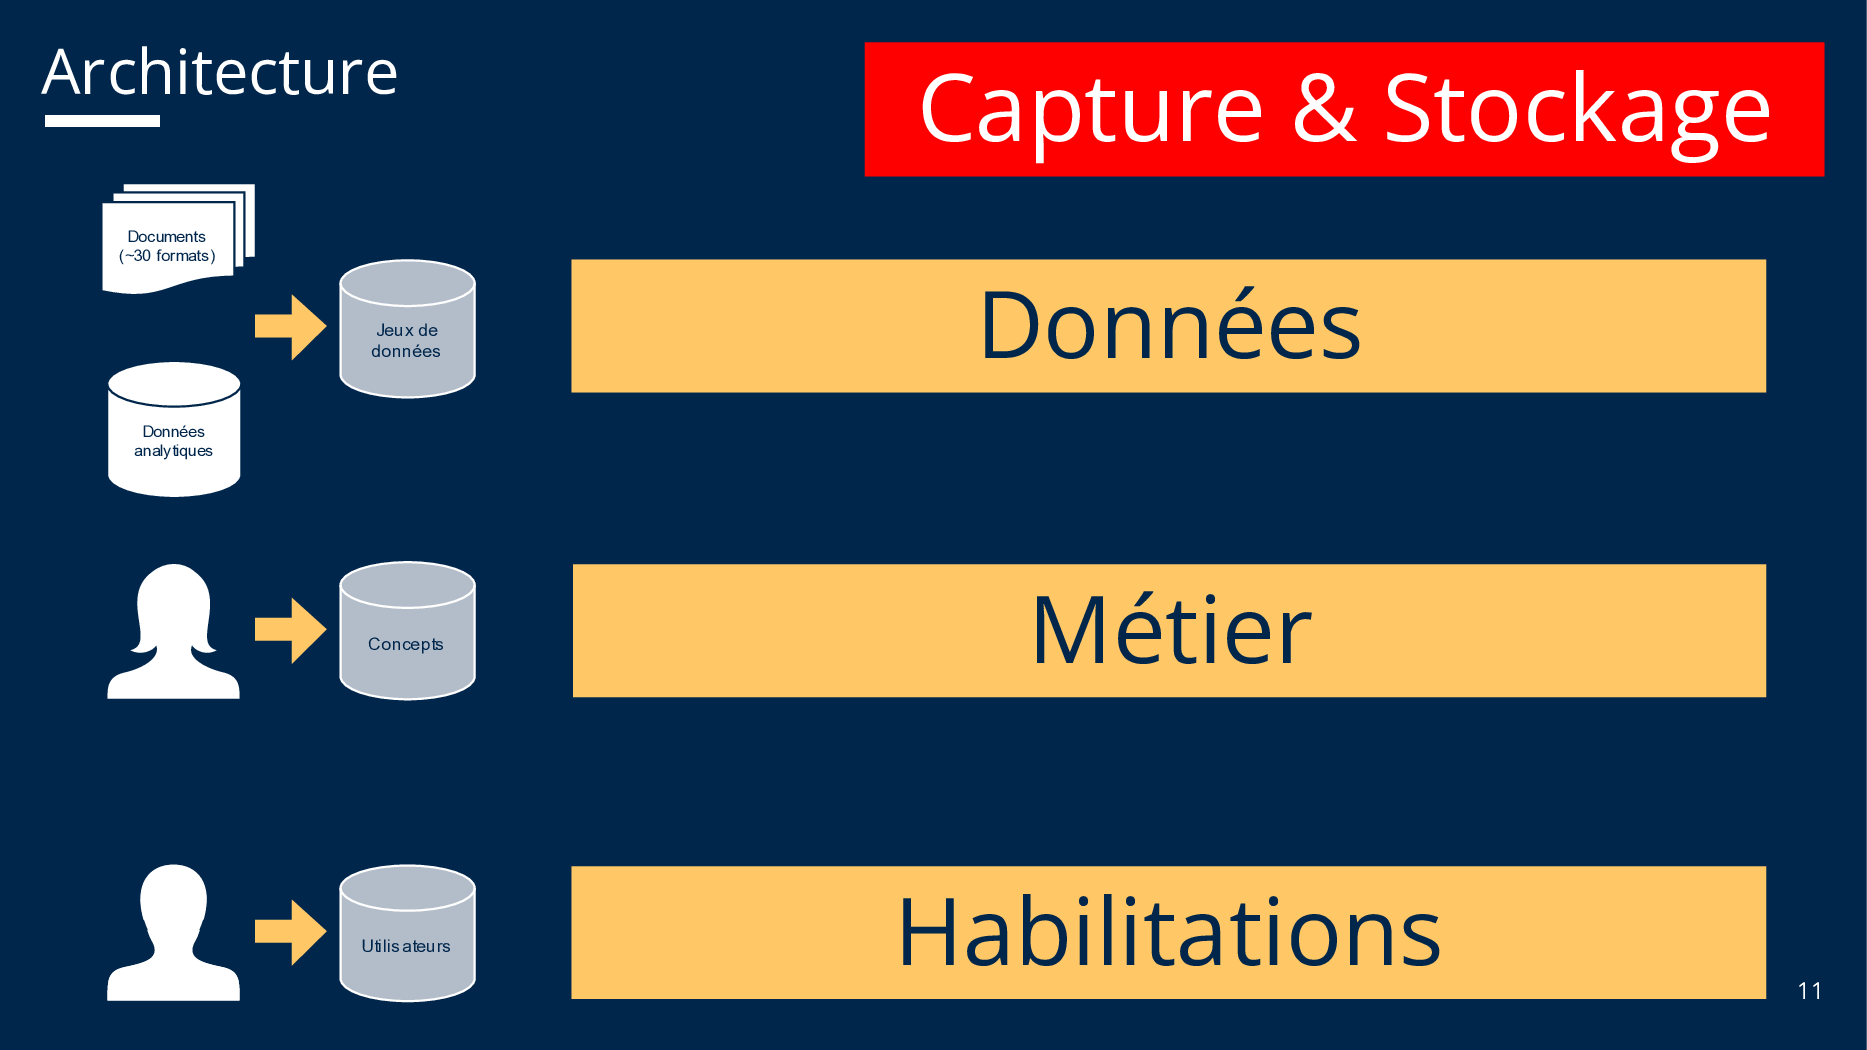 Architecture
Capture & Stockage
Documents
(~30 formats)
Jeux de
données
Données
Données
analytiques
Concepts
Métier
Utilisateurs
Habilitations
11